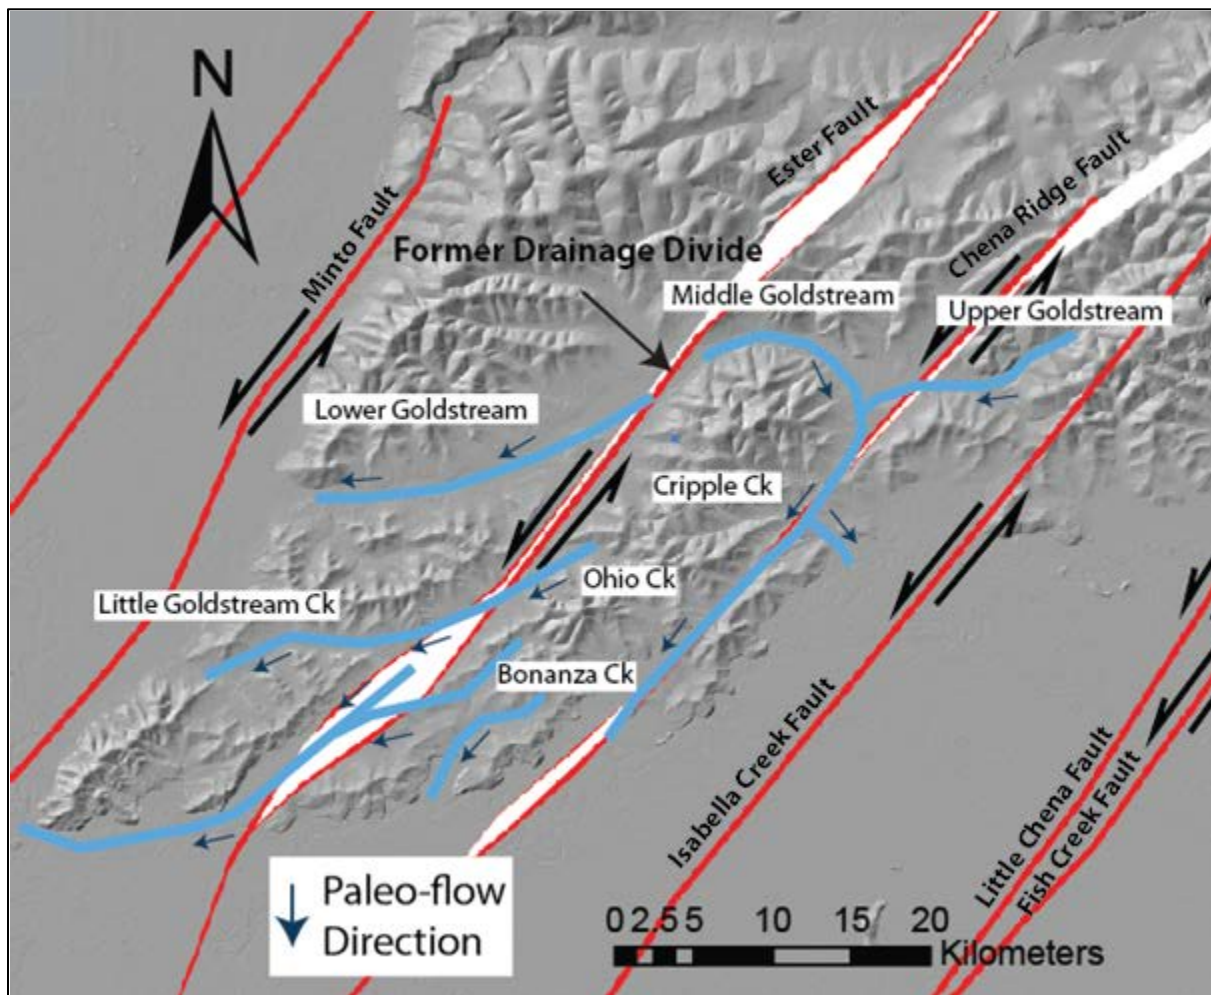 N
Ester Fault
Chena Ridge Fault
Minto Fault
Former Drainage Divide
Middle Goldstream
Upper Goldstream
Lower Goldstream
Cripple Ck
Ohio Ck
Little Goldstream Ck
Bonanza Ck
Isabella Creek Fault
Little Chena Fault
Fish Creek Fault
Paleo-flow
Direction
0 2.5 5 10 15 20
Kilometers